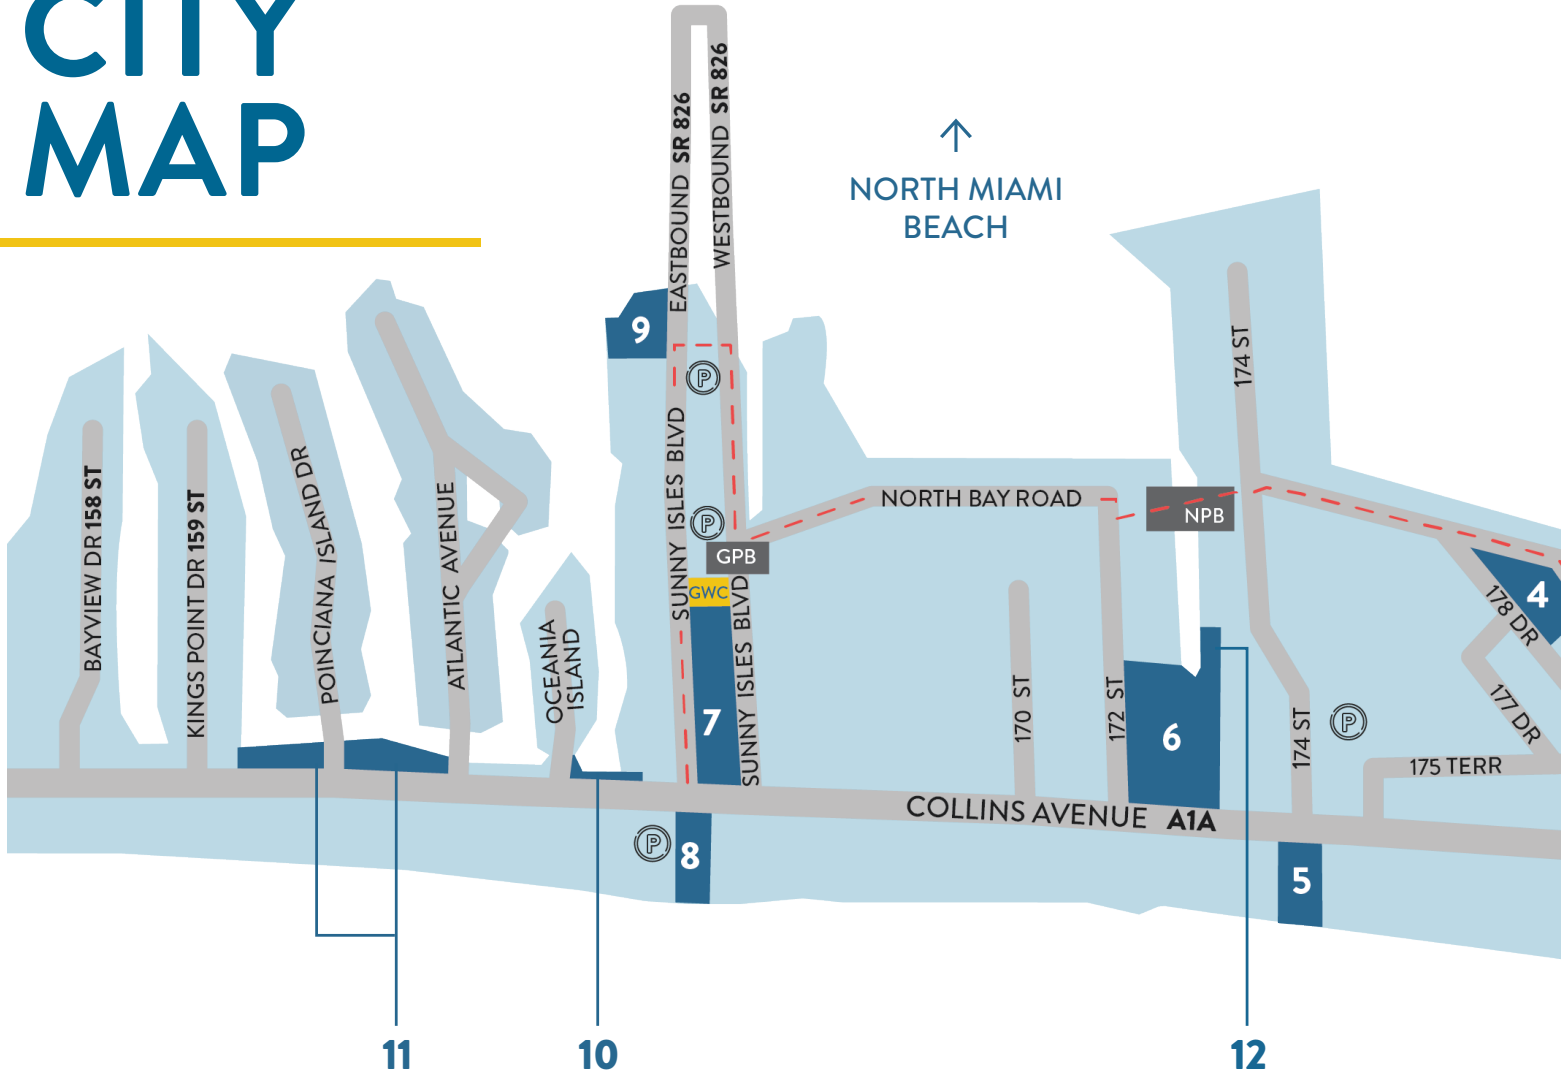 CITY
MAP
EASTBOUND SR 826
WESTBOUND SR 826
NORTH MIAMI
BEACH
9
P
174 ST
SUNNY ISLES BLVD
BAYVIEW DR 158 ST
KINGS POINT DR 159 ST
POINCIANA ISLAND DR
ATLANTIC AVENUE
NORTH BAY ROAD
NPB
P
GPB
GWC
SUNNY ISLES BLVD
4
178 DR
OCEANIA
ISLAND
7
170 ST
172 ST
6
174 ST
P
177 DR
175 TERR
COLLINS AVENUE A1A
P
8
5
11
10
12